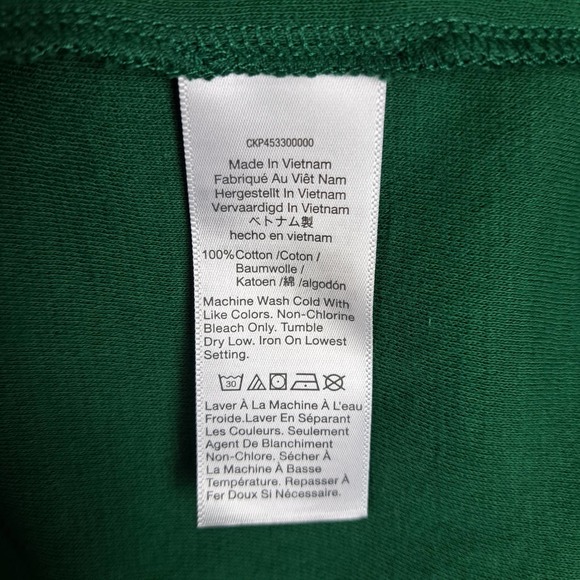 CKP453300000
Made In Vietnam
Fabriqué Au Viêt Nam
Hergestellt In Vietnam
Vervaardigd In Vietnam
ベトナム製
hecho en vietnam
100%Cotton /Coton /
Baumwolle /
Katoen /綿 /algodón
Machine Wash Cold With
Like Colors. Non-Chlorine
Bleach Only. Tumble
Dry Low. Iron On Lowest
Setting.
30
Laver À La Machine À L'eau
Froide.Laver En Séparant
Les Couleurs. Seulement
Agent De Blanchiment
Non-Chlore. Sécher À
La Machine À Basse
Température. Repasser À
Fer Doux Si Nécessaire.